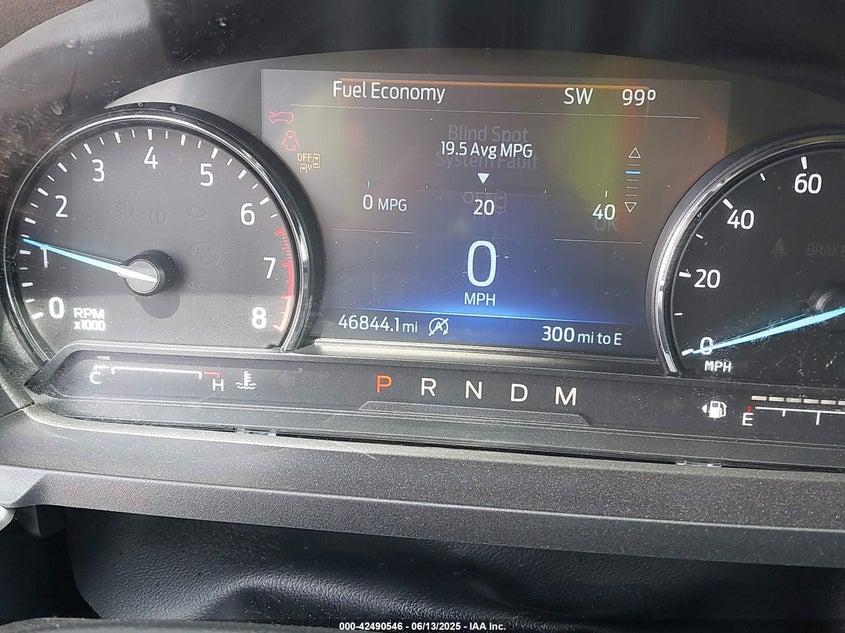 Fuel Economy SW 99°
Blind Spot
19.5 Avg MPG
System Fault
OFF
OFF
0 MPG 20 40
OK
0
MPH
46844.1 mi 300 mi to E
0 1 2 3 4 5 6 7 8
RPM
x1000
0 20 40 60
MPH
BRAKE
C H
P R N D M
E
000-42490546 - 06/13/2025 - IAA Inc.